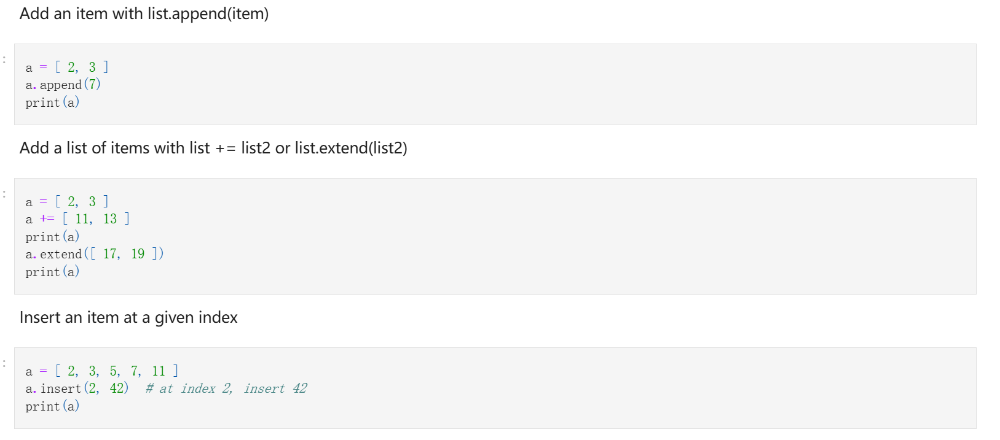 Add an item with list.append(item)
:
a = [ 2, 3 ]
a.append(7)
print(a)
Add a list of items with list += list2 or list.extend(list2)
:
a = [ 2, 3 ]
a += [ 11, 13 ]
print(a)
a.extend([ 17, 19 ])
print(a)
Insert an item at a given index
:
a = [ 2, 3, 5, 7, 11 ]
a.insert(2, 42)  # at index 2, insert 42
print(a)